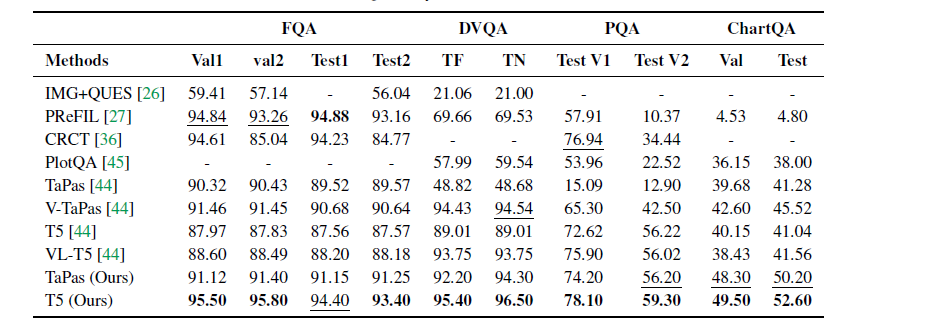 FQA DVQA PQA ChartQA
Methods Val1 val2 Test1 Test2 TF TN Test V1 Test V2 Val Test
IMG+QUES [26] 59.41 57.14 - 56.04 21.06 21.00 - - - -
PReFIL [27] 94.84 93.26 94.88 93.16 69.66 69.53 57.91 10.37 4.53 4.80
CRCT [36] 94.61 85.04 94.23 84.77 - - 76.94 34.44 - -
PlotQA [45] - - - - 57.99 59.54 53.96 22.52 36.15 38.00
TaPas [44] 90.32 90.43 89.52 89.57 48.82 48.68 15.09 12.90 39.68 41.28
V-TaPas [44] 91.46 91.45 90.68 90.64 94.43 94.54 65.30 42.50 42.60 45.52
T5 [44] 87.97 87.83 87.56 87.57 89.01 89.01 72.62 56.22 40.15 41.04
VL-T5 [44] 88.60 88.49 88.20 88.18 93.75 93.75 75.90 56.02 38.43 41.56
TaPas (Ours) 91.12 91.40 91.15 91.25 92.20 94.30 74.20 56.20 48.30 50.20
T5 (Ours) 95.50 95.80 94.40 93.40 95.40 96.50 78.10 59.30 49.50 52.60